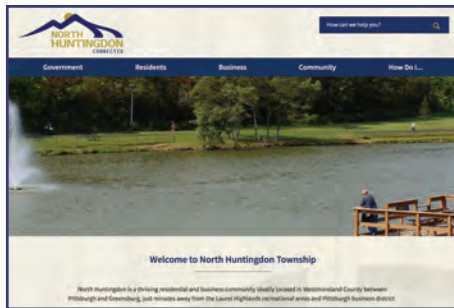 NORTH
HUNTINGDON
CONNECTED
How can we help you?
Government Residents Business Community How Do I...
Welcome to North Huntingdon Township
North Huntingdon is a thriving residential and business community ideally located in Westmoreland County between
Pittsburgh and Greensburg, just minutes away from the Laurel Highlands recreational areas and Pittsburgh business district.